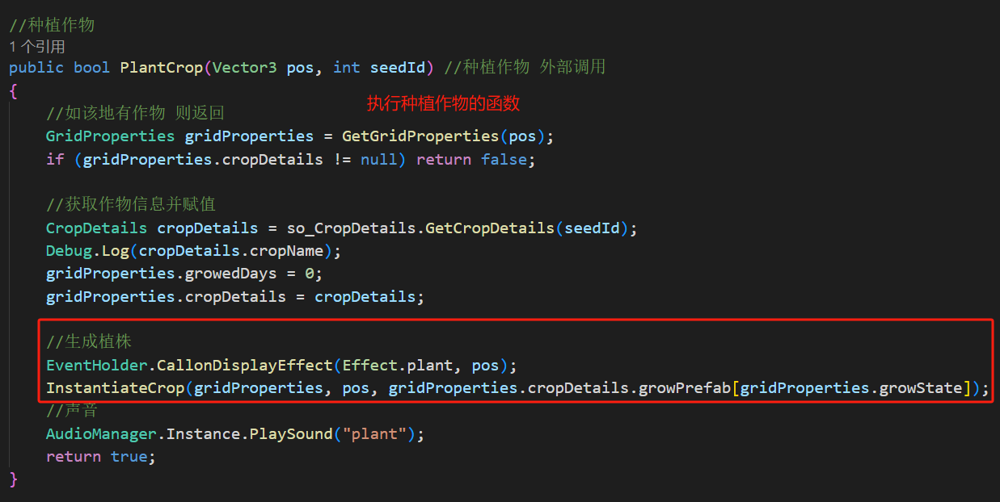 //种植作物
1 个引用
public bool PlantCrop(Vector3 pos, int seedId) //种植作物 外部调用
{
执行种植作物的函数
//如该地有作物 则返回
GridProperties gridProperties = GetGridProperties(pos);
if (gridProperties.cropDetails != null) return false;
//获取作物信息并赋值
CropDetails cropDetails = so_CropDetails.GetCropDetails(seedId);
Debug.Log(cropDetails.cropName);
gridProperties.growedDays = 0;
gridProperties.cropDetails = cropDetails;
//生成植株
EventHolder.CallonDisplayEffect(Effect.plant, pos);
InstantiateCrop(gridProperties, pos, gridProperties.cropDetails.growPrefab[gridProperties.growState]);
//声音
AudioManager.Instance.PlaySound("plant");
return true;
}